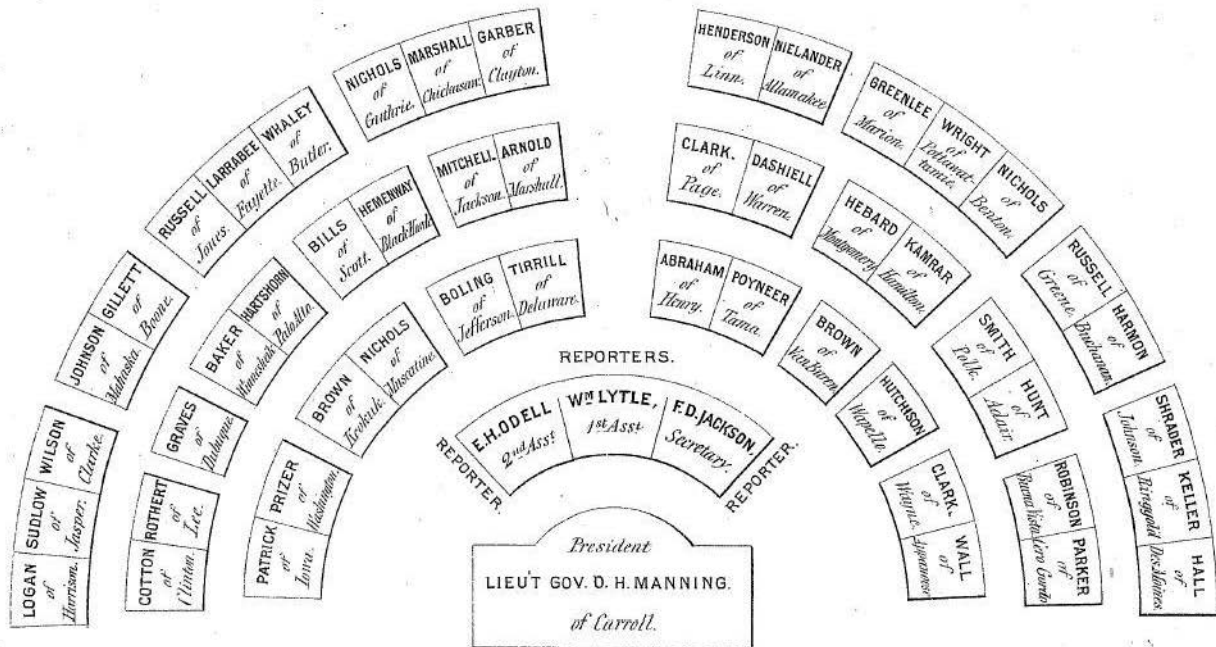 LOGAN
of
Harrison.
SUDLOW
of
Jasper.
WILSON
of
Clarke.
JOHNSON
of
Mahaska.
GILLETT
of
Boone.
RUSSELL
of
Jones.
LARRABEE
of
Fayette.
WHALEY
of
Butler.
NICHOLS
of
Guthrie.
MARSHALL
of
Chickasaw.
GARBER
of
Clayton.
HENDERSON
of
Linn.
NIELANDER
of
Allamakee
GREENLEE
of
Marion.
WRIGHT
of
Pottawat-
tamie.
NICHOLS
of
Benton.
RUSSELL
of
Greene.
HARMON
of
Buchanan.
SHRADER
of
Johnson.
KELLER
of
Ringgold
HALL
of
Des Moines.
COTTON
of
Clinton.
ROTHERT
of
Lee.
GRAVES
of
Dubuque.
BAKER
of
Winneshiek
HARTSHORN
of
Palo Alto.
BILLS
of
Scott.
HEMENWAY
of
Black Hawk
MITCHELL
of
Jackson.
ARNOLD
of
Marshall.
CLARK.
of
Page.
DASHIELL
of
Warren.
HEBARD
of
Montgomery
KAMRAR
of
Hamilton.
SMITH
of
Polk.
HUNT
of
Adair.
ROBINSON
of
Buena Vista
PARKER
of
Cero Gordo
PATRICK
of
Iowa.
PRIZER
of
Washington.
BROWN
of
Keokuk.
NICHOLS
of
Muscatine.
BOLING
of
Jefferson.
TIRRILL
of
Delaware.
ABRAHAM
of
Henry.
POYNEER
of
Tama.
BROWN
of
Van Buren
HUTCHISON
of
Wapello.
CLARK.
of
Wayne.
WALL
of
Appanoose
REPORTERS.
REPORTER.
E.H. ODELL
2nd Asst
Wm LYTLE,
1st Asst
F.D. JACKSON,
Secretary.
REPORTER.
President
LIEU'T GOV. O. H. MANNING.
of Carroll.